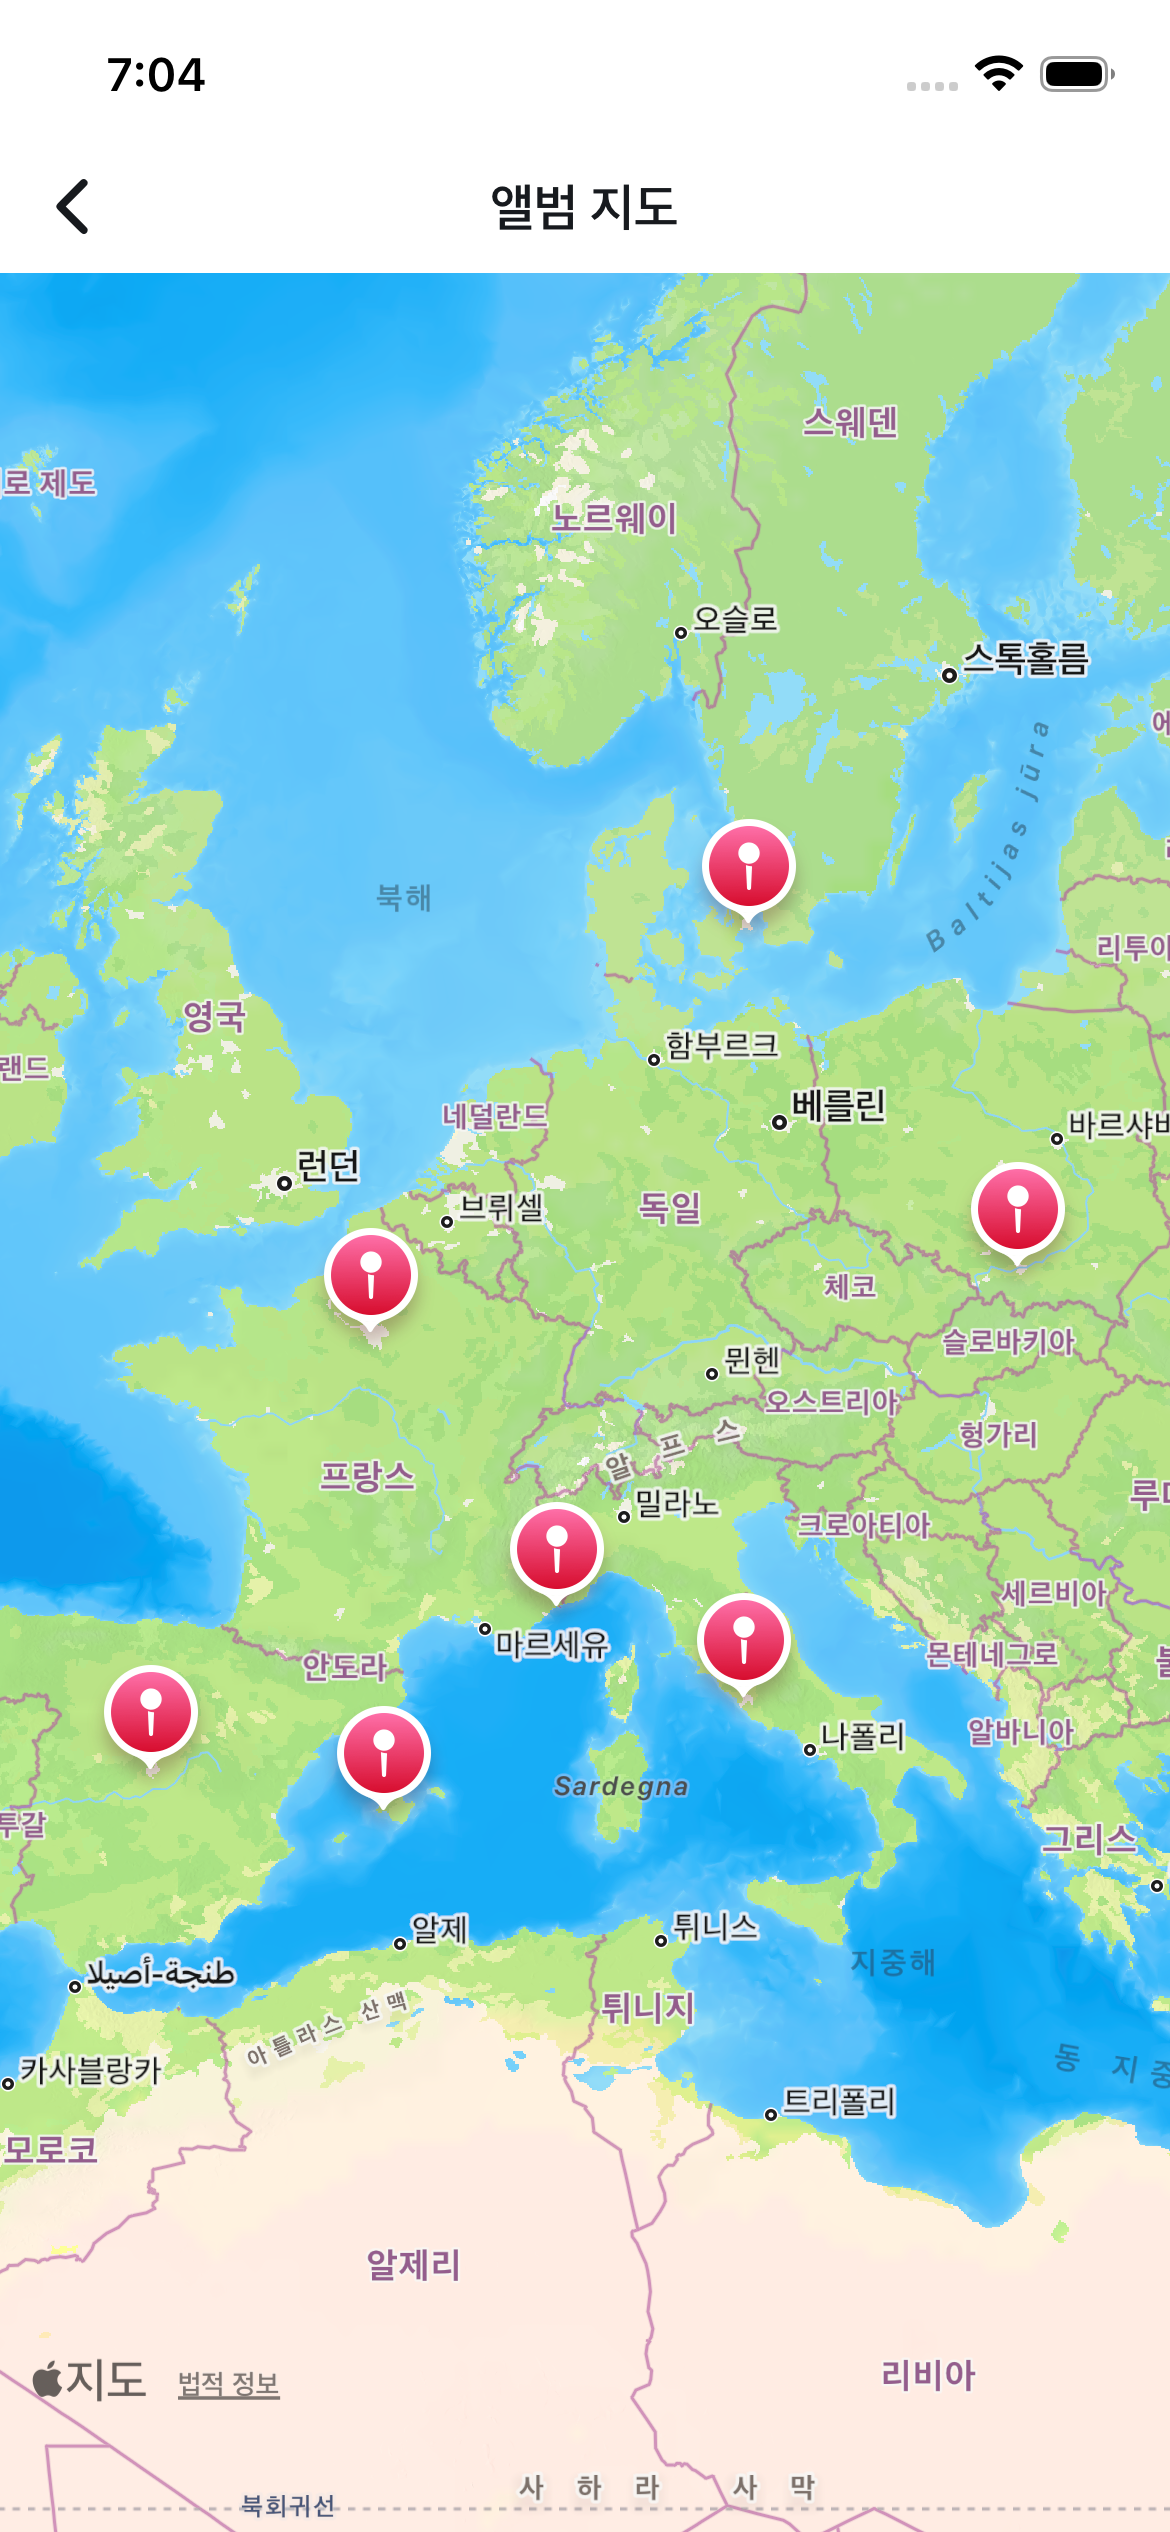 7:04
앨범 지도
스웨덴
로 제도
노르웨이
오슬로
스톡홀름
에
Baltijas jūra
북해
리투아
영국
함부르크
랜드
베를린
네덜란드
바르샤바
런던
브뤼셀
독일
체코
슬로바키아
뮌헨
오스트리아
알프스
헝가리
프랑스
루마
밀라노
크로아티아
세르비아
마르세유
몬테네그로
안도라
알바니아
나폴리
Sardegna
투갈
그리스
알제
튀니스
지중해
طنجة-أصيلا
튀니지
아틀라스 산맥
동 지중
카사블랑카
트리폴리
모로코
알제리
리비아
지도
법적 정보
사하라 사막
북회귀선